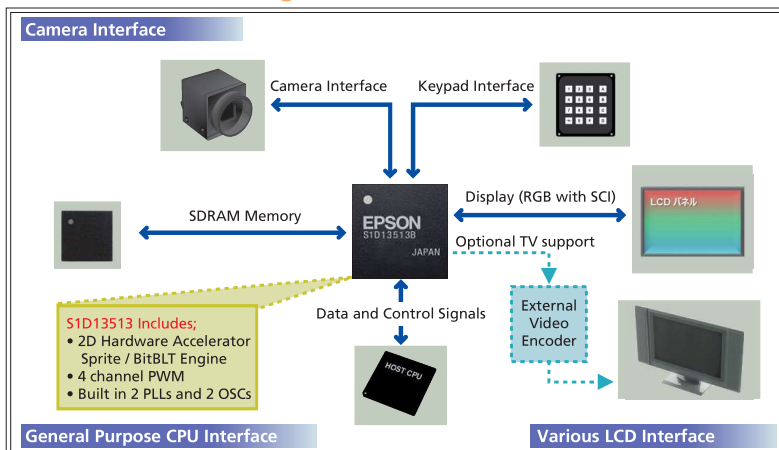 Camera Interface
Camera Interface
Keypad Interface
SDRAM Memory
EPSON
S1D13513B
JAPAN
Display (RGB with SCI)
LCD パネル
Optional TV support
S1D13513 Includes;
• 2D Hardware Accelerator
Sprite / BitBLT Engine
• 4 channel PWM
• Built in 2 PLLs and 2 OSCs
Data and Control Signals
HOST CPU
External
Video
Encoder
General Purpose CPU Interface
Various LCD Interface